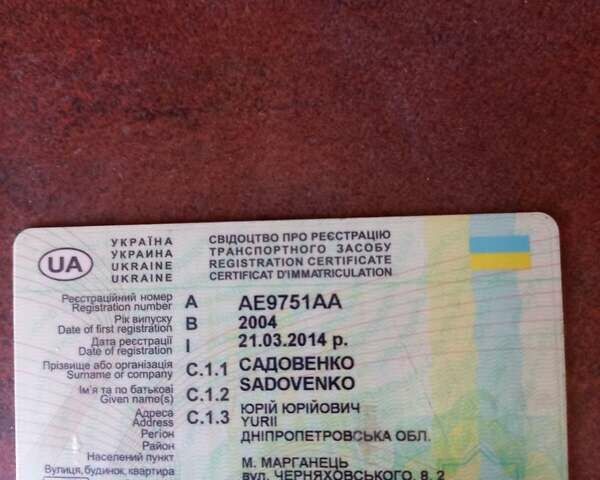 UA
УКРАЇНА
УКРАИНА
UKRAINE
UKRAINE
СВІДОЦТВО ПРО РЕЄСТРАЦІЮ
ТРАНСПОРТНОГО ЗАСОБУ
REGISTRATION CERTIFICATE
CERTIFICAT D'IMMATRICULATION
Реєстраційний номер
Registration number A AE9751AA
Рік випуску
Date of first registration B 2004
Дата реєстрації
Date of registration I 21.03.2014 р.
Прізвище або організація
Surname or company C.1.1 САДОВЕНКО
SADOVENKO
Ім'я та по батькові
Given name(s) C.1.2 ЮРІЙ ЮРІЙОВИЧ
YURII
Адреса
Address C.1.3
Регіон ДНІПРОПЕТРОВСЬКА ОБЛ.
Район
Населений пункт М. МАРГАНЕЦЬ
Вулиця, будинок, квартира вул. ЧЕРНЯХОВСЬКОГО, 8, 2